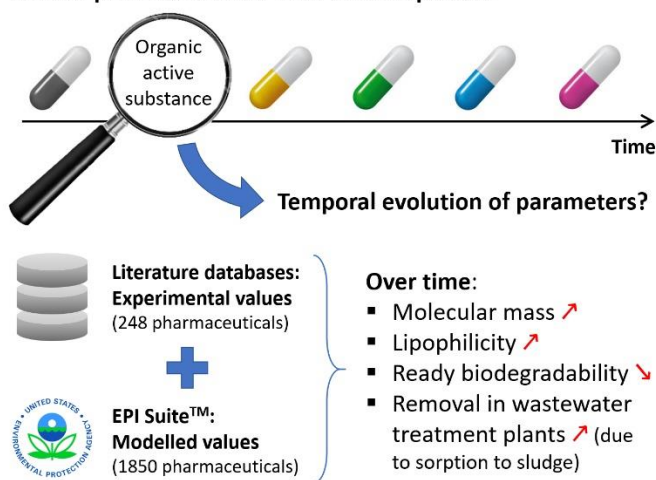 Organic
active
substance
Time
Temporal evolution of parameters?
Literature databases:
Experimental values
(248 pharmaceuticals)
EPI Suite™:
Modelled values
(1850 pharmaceuticals)
UNITED STATES
ENVIRONMENTAL PROTECTION AGENCY
Over time:
▪ Molecular mass ↗
▪ Lipophilicity ↗
▪ Ready biodegradability ↘
▪ Removal in wastewater
treatment plants ↗ (due
to sorption to sludge)